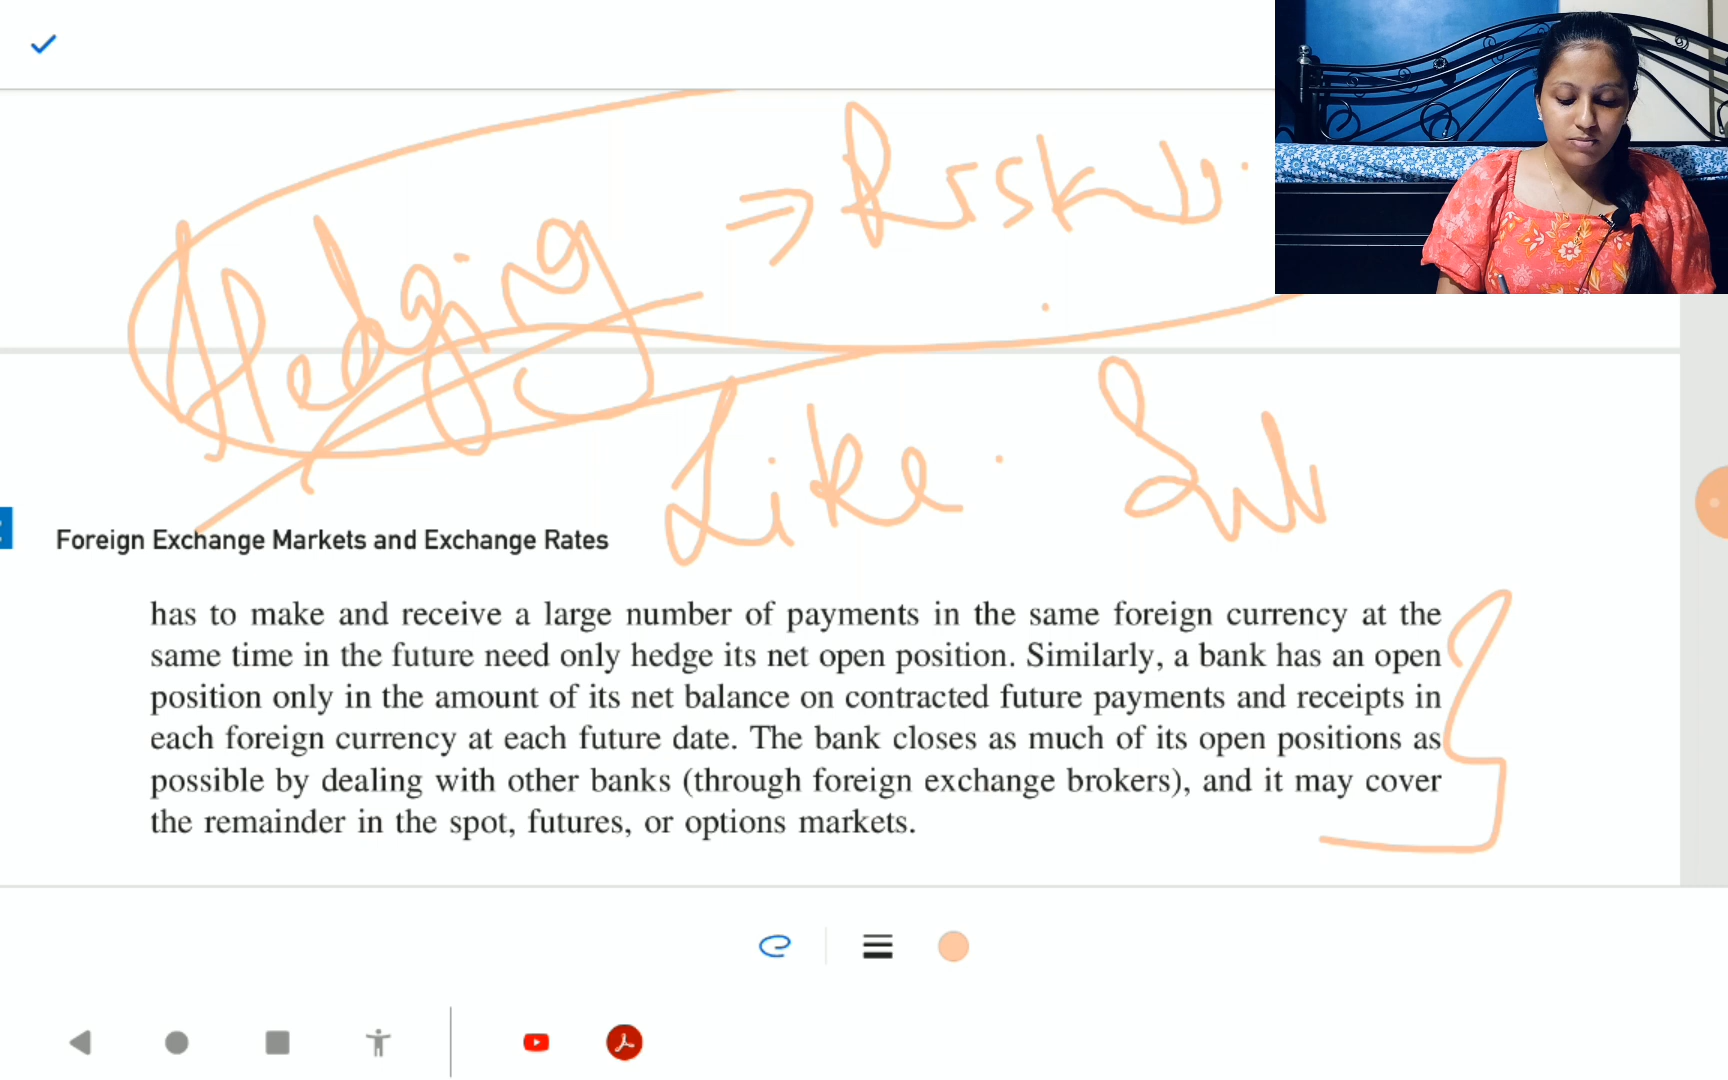 Hedging ⇒ Risk
Like Sub
Foreign Exchange Markets and Exchange Rates
has to make and receive a large number of payments in the same foreign currency at the
same time in the future need only hedge its net open position. Similarly, a bank has an open
position only in the amount of its net balance on contracted future payments and receipts in
each foreign currency at each future date. The bank closes as much of its open positions as
possible by dealing with other banks (through foreign exchange brokers), and it may cover
the remainder in the spot, futures, or options markets.